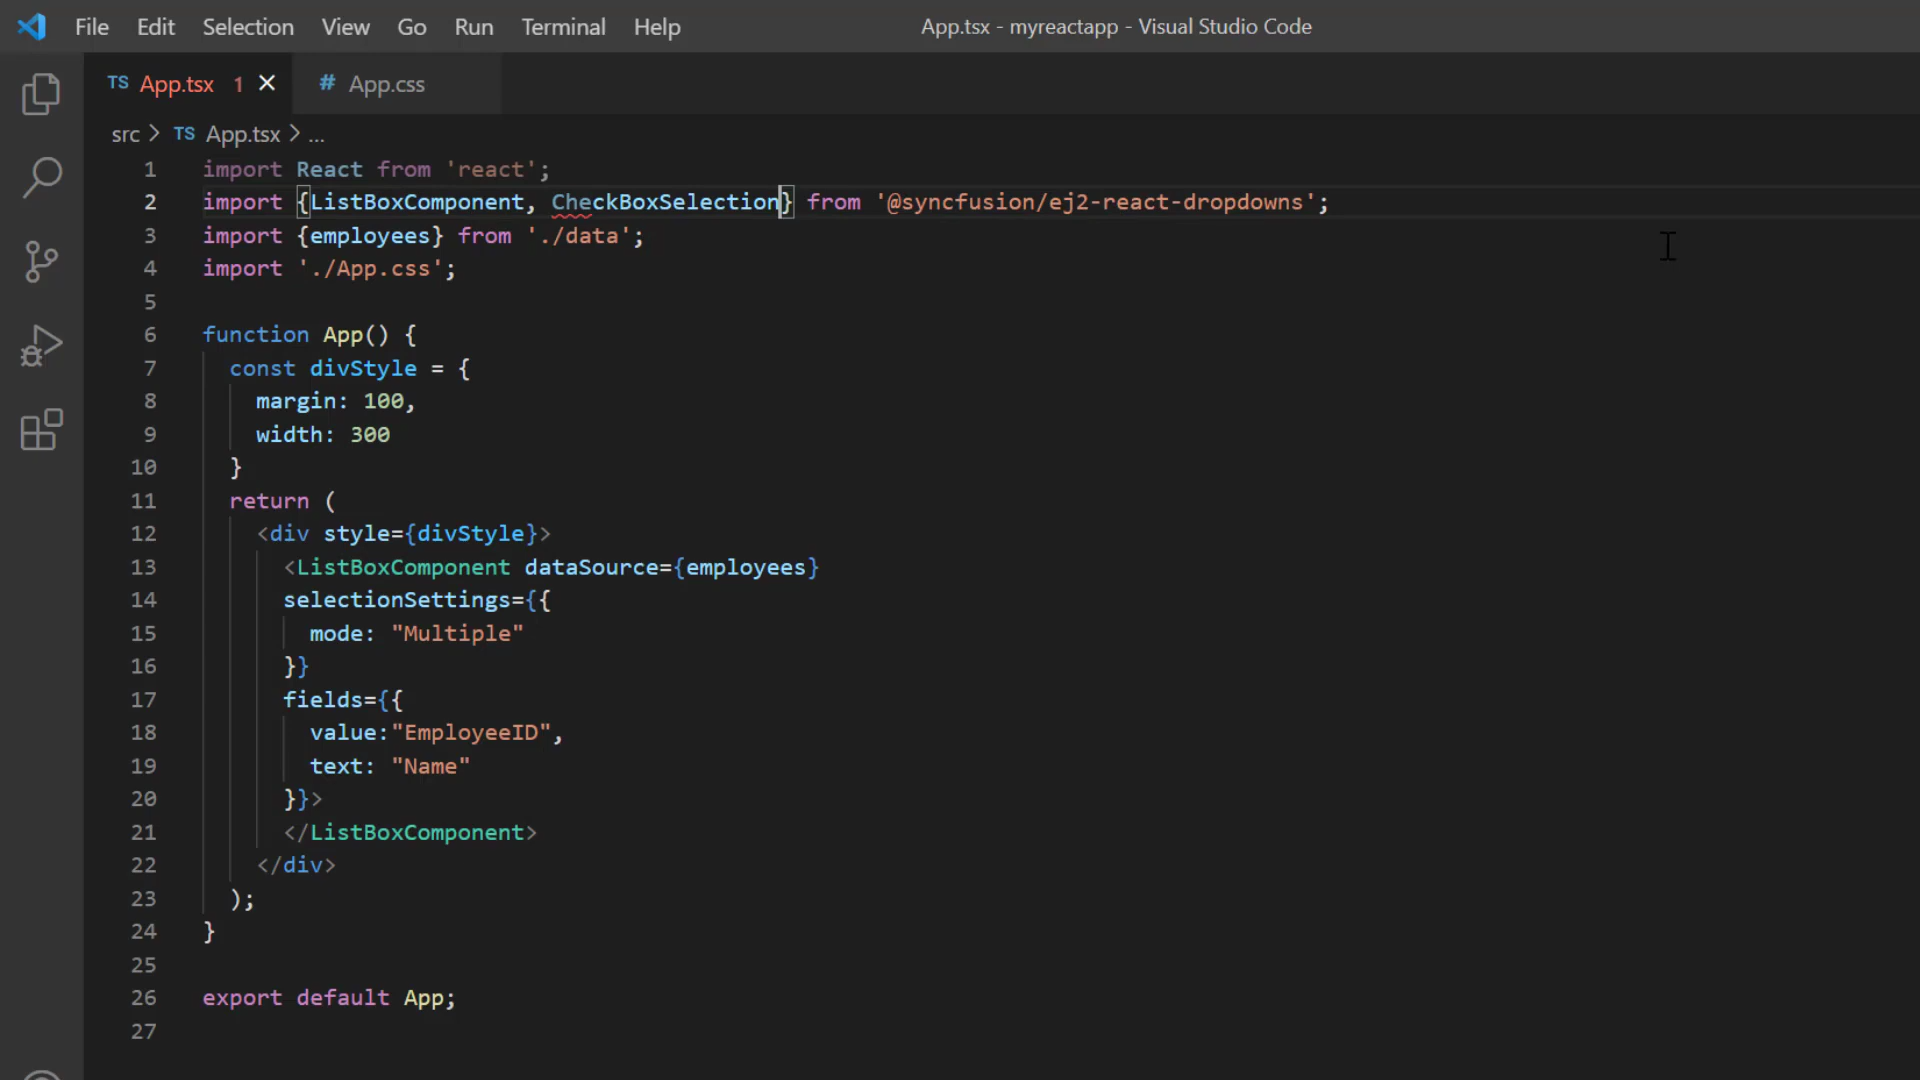 File Edit Selection View Go Run Terminal Help App.tsx - myreactapp - Visual Studio Code
TS App.tsx 1 # App.css
src > TS App.tsx > ...
1 import React from 'react';
2 import {ListBoxComponent, CheckBoxSelection} from '@syncfusion/ej2-react-dropdowns';
3 import {employees} from './data';
4 import './App.css';
5
6 function App() {
7 const divStyle = {
8 margin: 100,
9 width: 300
10 }
11 return (
12 <div style={divStyle}>
13 <ListBoxComponent dataSource={employees}
14 selectionSettings={{
15 mode: "Multiple"
16 }}
17 fields={{
18 value:"EmployeeID",
19 text: "Name"
20 }}>
21 </ListBoxComponent>
22 </div>
23 );
24 }
25
26 export default App;
27